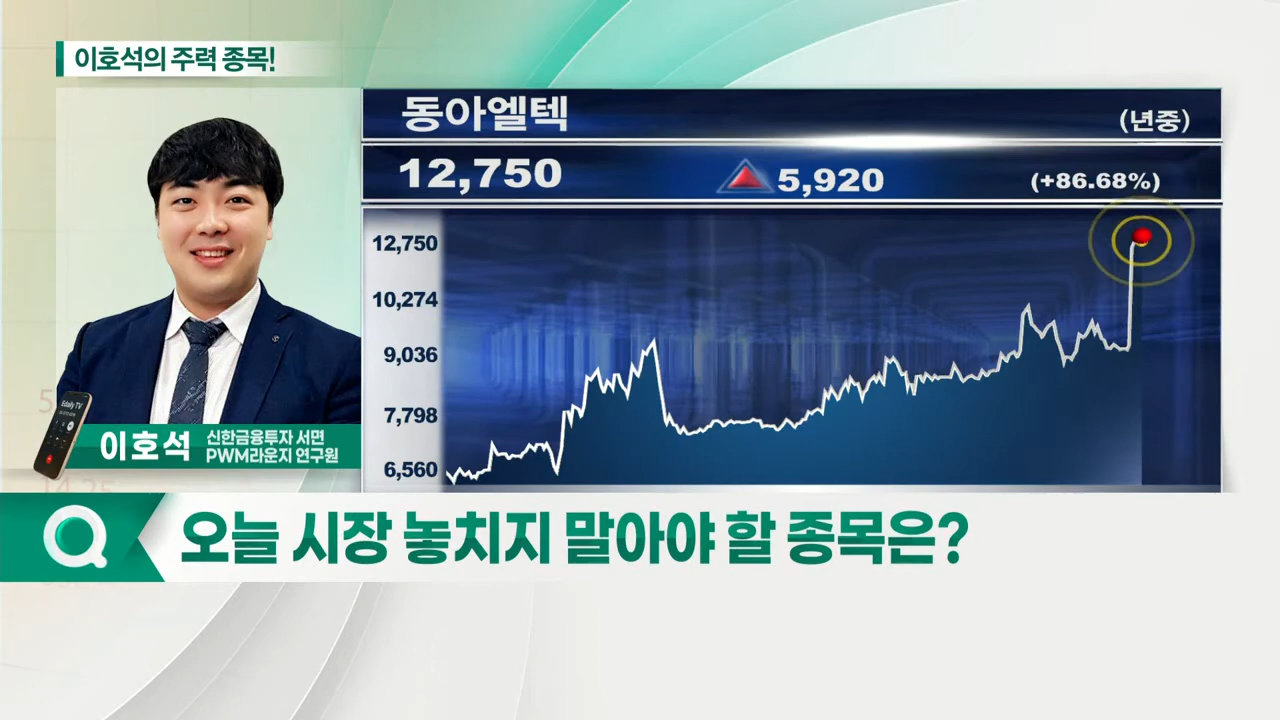 이호석의 주력 종목!
동아엘텍
(년중)
12,750
5,920
(+86.68%)
12,750
10,274
9,036
7,798
6,560
Edaily TV
이호석
신한금융투자 서면
PWM라운지 연구원
Q
오늘 시장 놓치지 말아야 할 종목은?